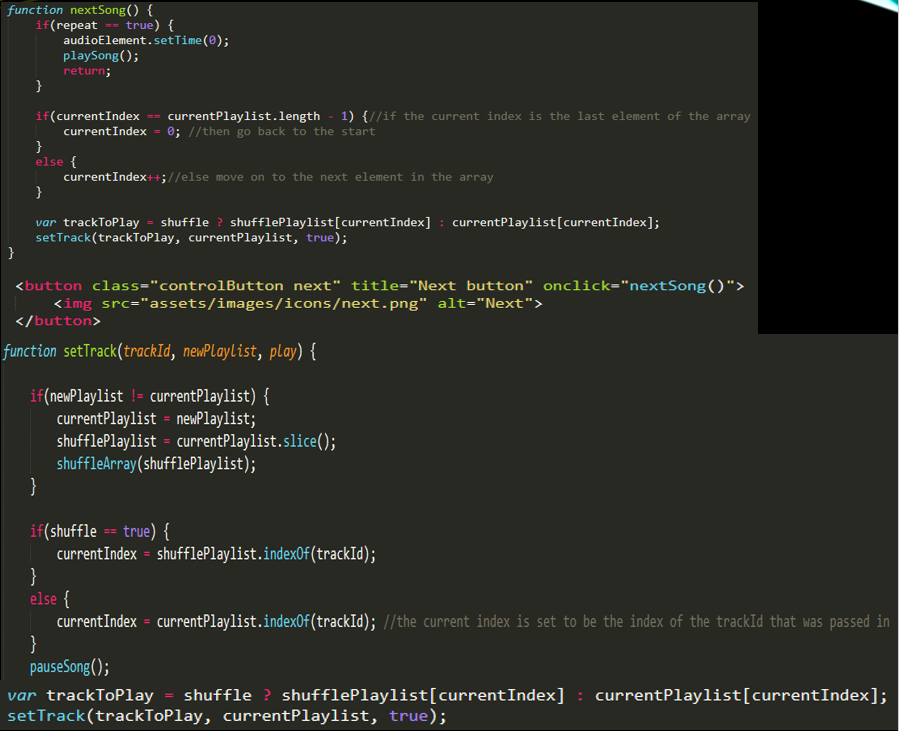 function nextSong() {
    if(repeat == true) {
        audioElement.setTime(0);
        playSong();
        return;
    }
    if(currentIndex == currentPlaylist.length - 1) {//if the current index is the last element of the array
        currentIndex = 0; //then go back to the start
    }
    else {
        currentIndex++;//else move on to the next element in the array
    }
    var trackToPlay = shuffle ? shufflePlaylist[currentIndex] : currentPlaylist[currentIndex];
    setTrack(trackToPlay, currentPlaylist, true);
}
<button class="controlButton next" title="Next button" onclick="nextSong()">
    <img src="assets/images/icons/next.png" alt="Next">
</button>
function setTrack(trackId, newPlaylist, play) {
    if(newPlaylist != currentPlaylist) {
        currentPlaylist = newPlaylist;
        shufflePlaylist = currentPlaylist.slice();
        shuffleArray(shufflePlaylist);
    }
    if(shuffle == true) {
        currentIndex = shufflePlaylist.indexOf(trackId);
    }
    else {
        currentIndex = currentPlaylist.indexOf(trackId); //the current index is set to be the index of the trackId that was passed in
    }
    pauseSong();
var trackToPlay = shuffle ? shufflePlaylist[currentIndex] : currentPlaylist[currentIndex];
setTrack(trackToPlay, currentPlaylist, true);